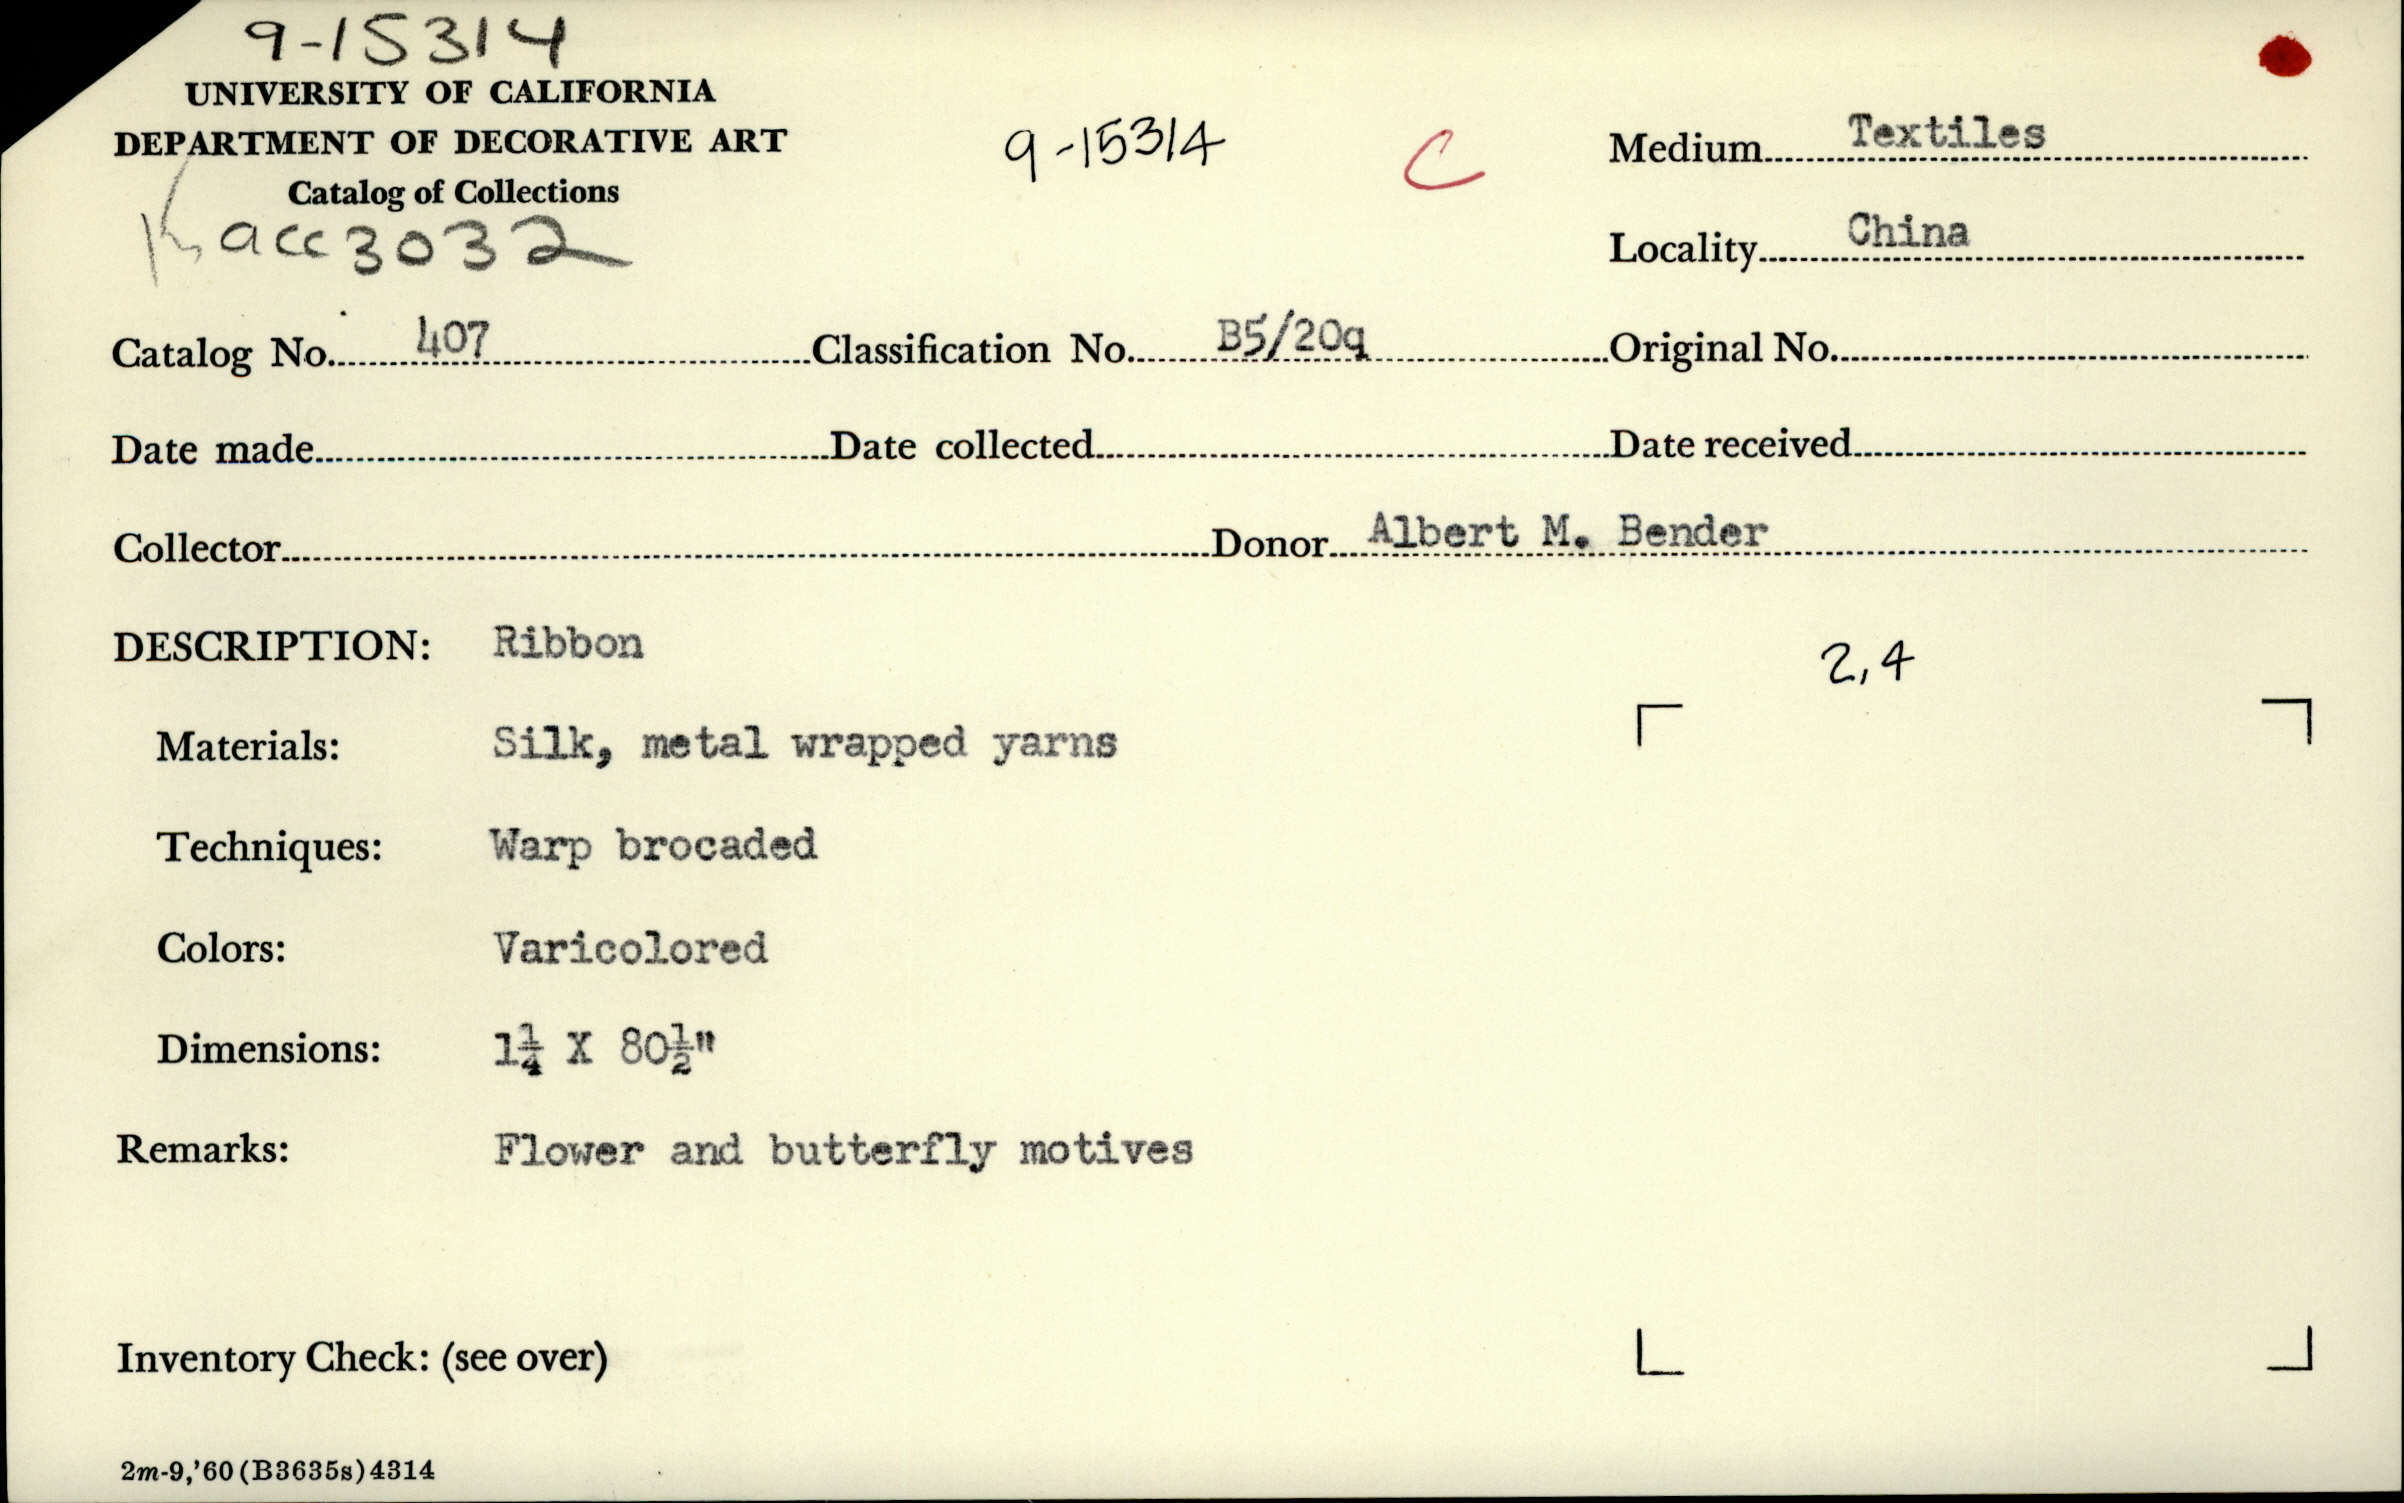 9-15314
UNIVERSITY OF CALIFORNIA
DEPARTMENT OF DECORATIVE ART
Catalog of Collections
acc 3032
9-15314
C
Medium Textiles
Locality China
Catalog No. 407 Classification No. B5/20q Original No.
Date made Date collected Date received
Collector Donor Albert M. Bender
DESCRIPTION: Ribbon
2,4
Materials: Silk, metal wrapped yarns
Techniques: Warp brocaded
Colors: Varicolored
Dimensions: 1¼ X 80½"
Remarks: Flower and butterfly motives
Inventory Check: (see over)
2m-9,'60 (B3635s) 4314